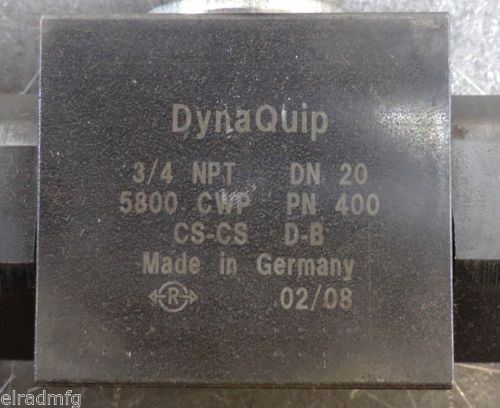 DynaQuip
3/4 NPT DN 20
5800 CWP PN 400
CS-CS D-B
Made in Germany
R 02/08
elradmfg